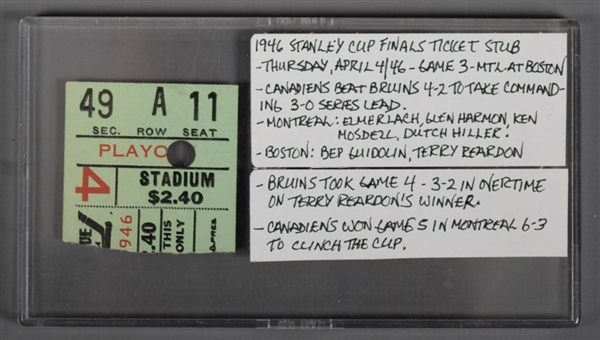 49 A 11
SEC. ROW SEAT
PLAYO
STADIUM
$2.40
4
1946
2.40
THIS
ONLY
1946 STANLEY CUP FINALS TICKET STUB
-THURSDAY, APRIL 4/46 - GAME 3-MTL AT BOSTON
-CANADIENS BEAT BRUINS 4-2 TO TAKE COMMAND-
ING 3-0 SERIES LEAD.
-MONTREAL: ELMER LACH, GLEN HARMON, KEN
MOSDELL, DUTCH HILLER.
-BOSTON: BEP GUIDOLIN, TERRY REARDON
-BRUINS TOOK GAME 4 - 3-2 IN OVERTIME
ON TERRY REARDON'S WINNER.
-CANADIENS WON GAME 5 IN MONTREAL 6-3
TO CLINCH THE CUP.